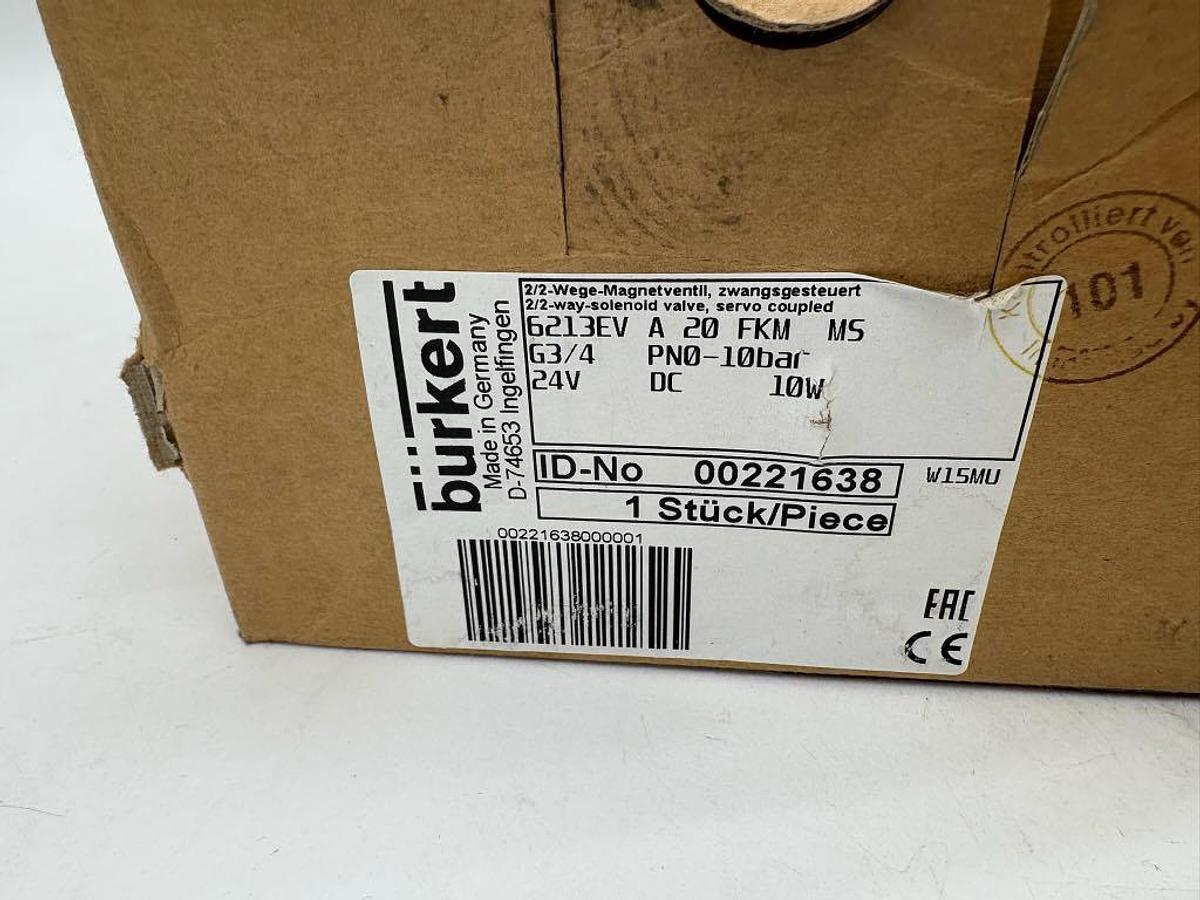 bürkert
Made in Germany
D-74653 Ingelfingen
2/2-Wege-Magnetventil, zwangsgesteuert
2/2-way-solenoid valve, servo coupled
6213EV A 20 FKM MS
G3/4 PN0-10bar
24V DC 10W
ID-No 00221638
W15MU
1 Stück/Piece
00221638000001
EAC
CE
101